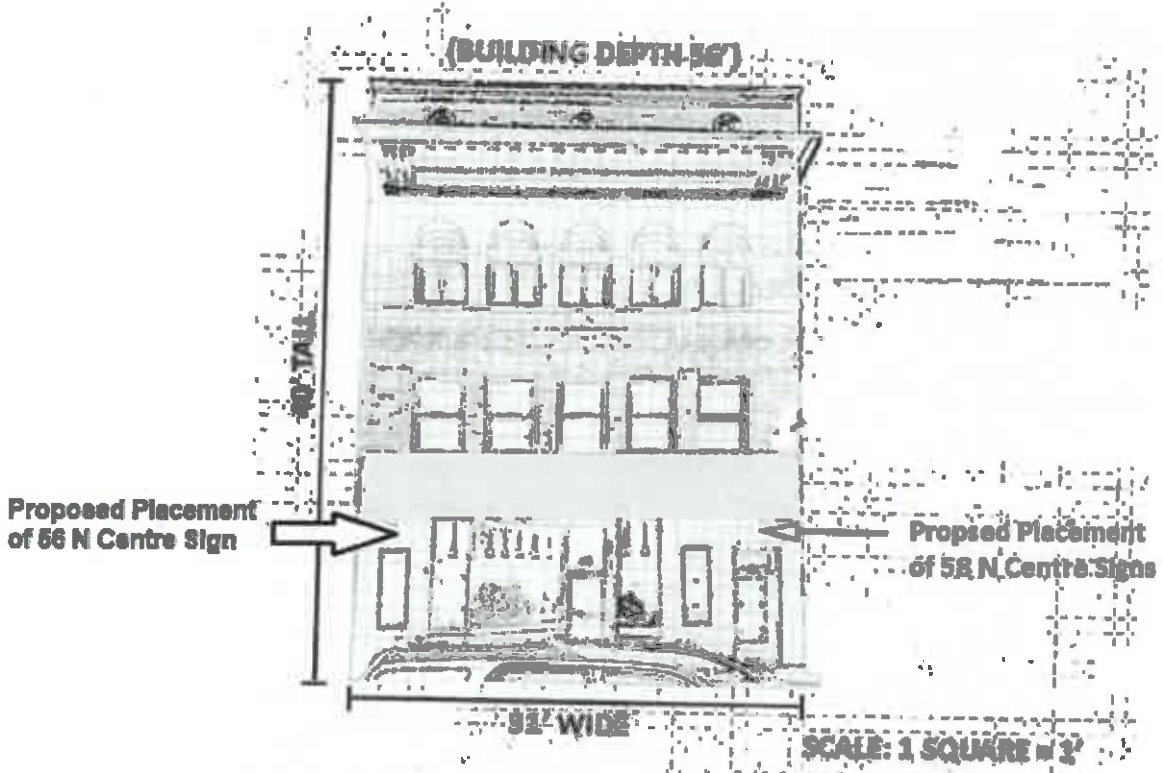 (BUILDING DEPTH 56')
40' TALL
Proposed Placement
of 56 N Centre Sign
Propsed Placement
of 58 N Centre Signs
WIDE
SCALE: 1 SQUARE = 1'